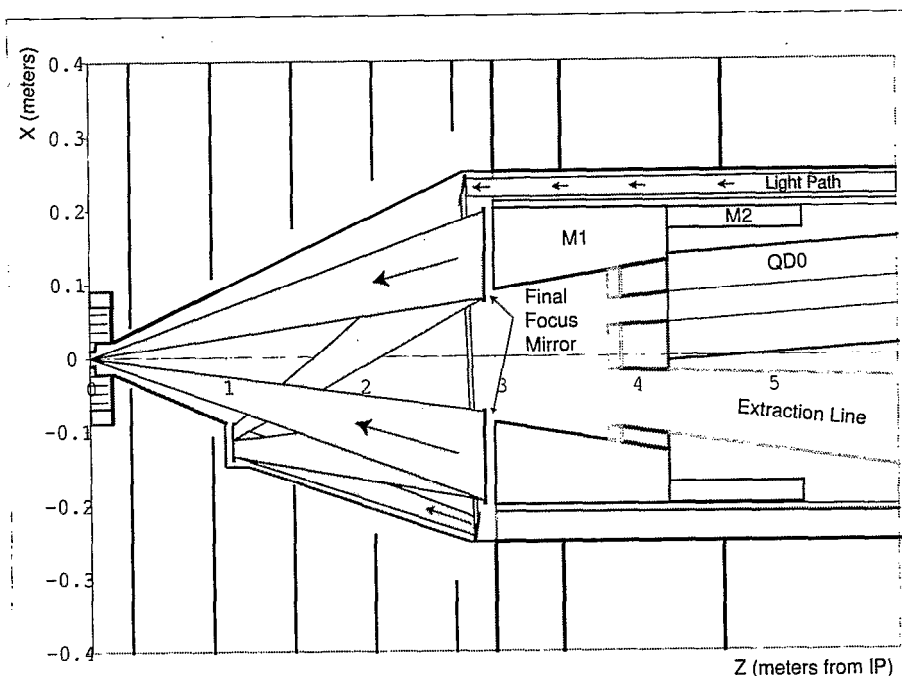 X (meters)
0.4
0.3
0.2
0.1
0
-0.1
-0.2
-0.3
-0.4
0
1
2
3
4
5
Light Path
M2
M1
QD0
Final
Focus
Mirror
Extraction Line
Z (meters from IP)